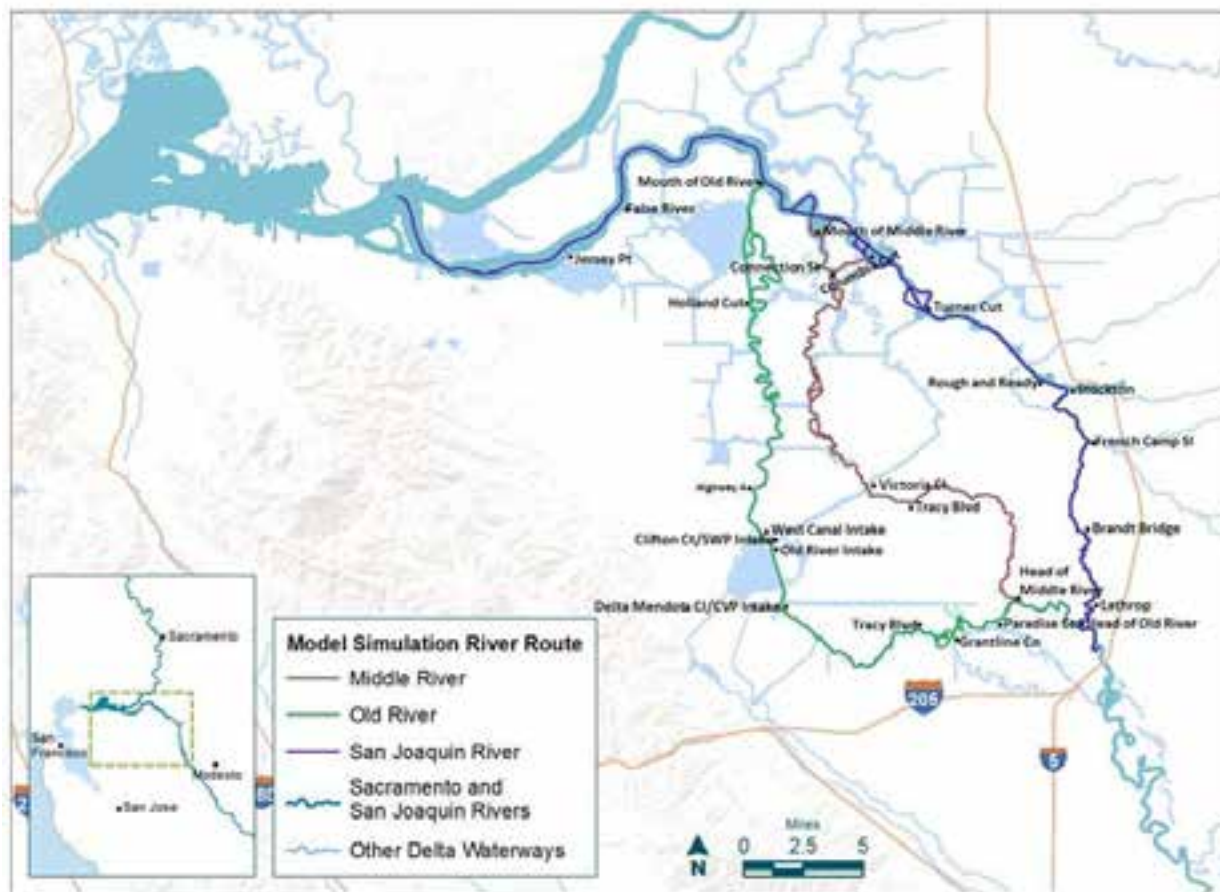 Mouth of Old River
False River
Mouth of Middle River
Jersey Pt
Connection Sl
Holland Cut
Turner Cut
Rough and Ready
Stockton
French Camp Sl
Victoria
Tracy Blvd
Brandt Bridge
West Canal Intake
Clifton Ct/SWP Intake
Old River Intake
Head of
Middle River
Delta Mendota Cl/CVP Intake
Lathrop
Tracy Blvd
Paradise
Head of Old River
Grantline Cn
205
5
Sacramento
San
Francisco
Modesto
San Jose
Model Simulation River Route
Middle River
Old River
San Joaquin River
Sacramento and
San Joaquin Rivers
Other Delta Waterways
Miles
0 2.5 5
N